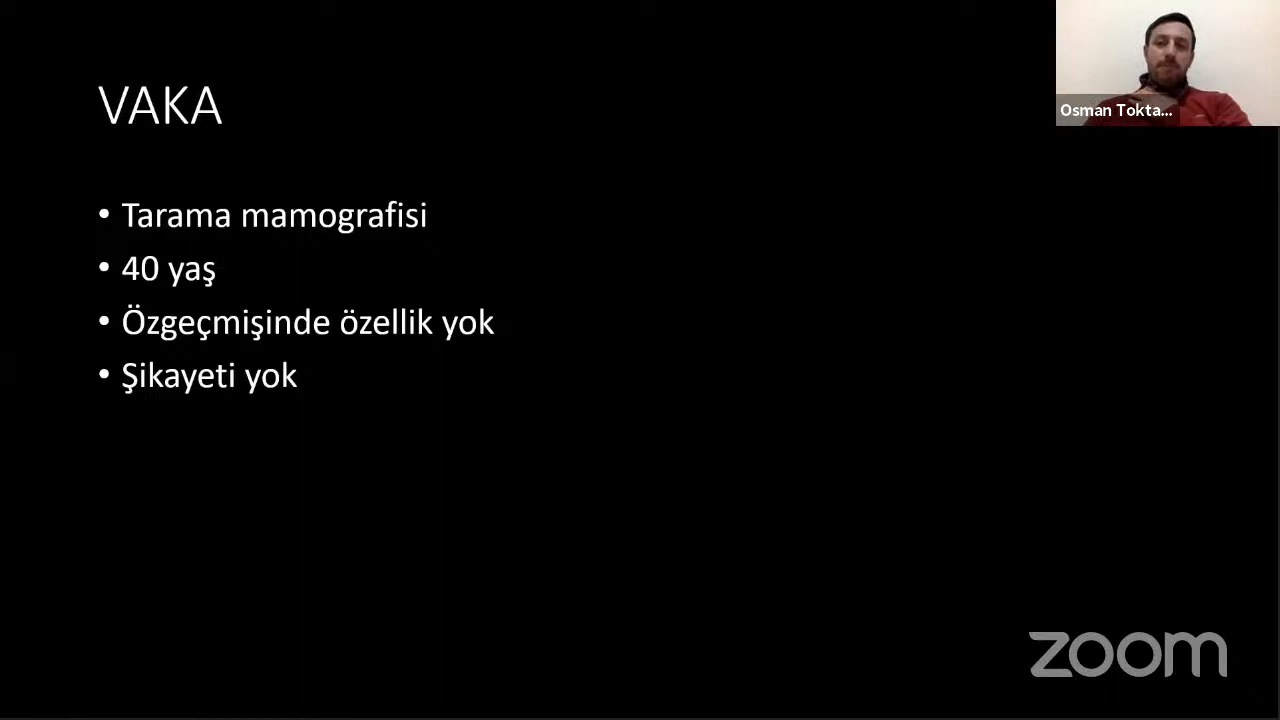 VAKA
• Tarama mamografisi
• 40 yaş
• Özgeçmişinde özellik yok
• Şikayeti yok
Osman Tokta...
zoom